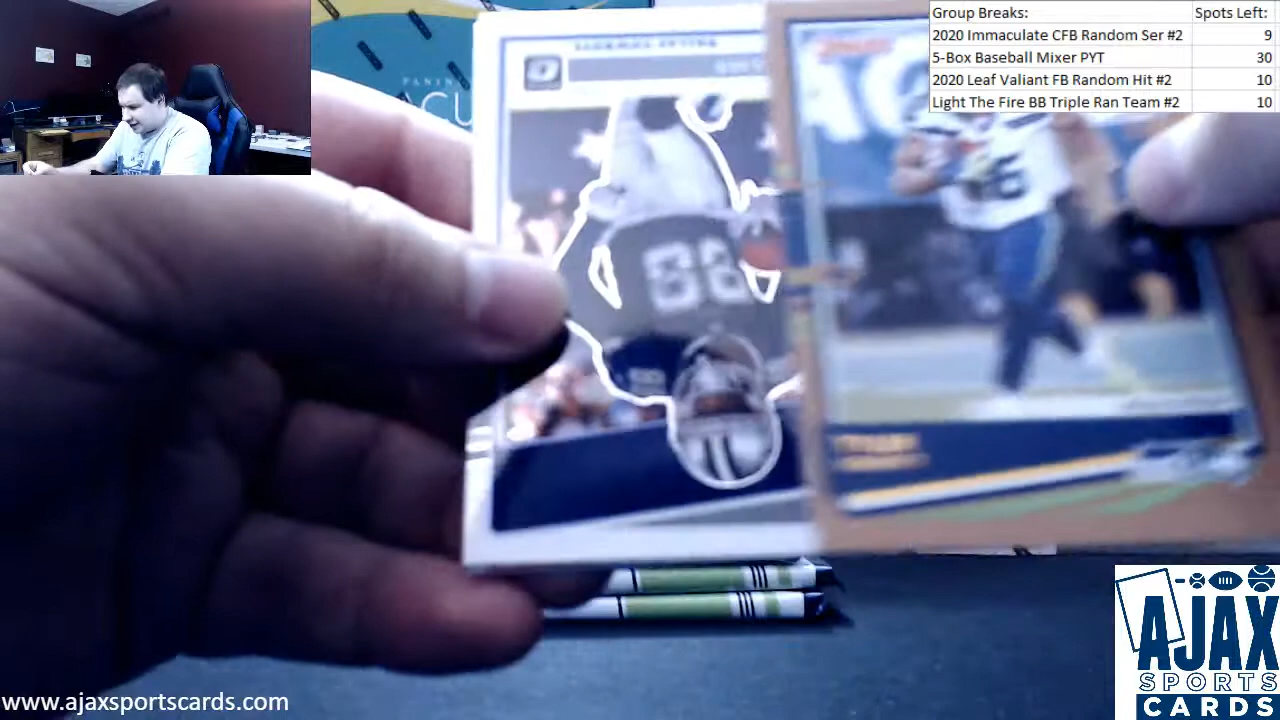 Group Breaks: Spots Left:
2020 Immaculate CFB Random Ser #2 9
5-Box Baseball Mixer PYT 30
2020 Leaf Valiant FB Random Hit #2 10
Light The Fire BB Triple Ran Team #2 10
PANINI
88
AJAX
SPORTS
CARDS
www.ajaxsportscards.com